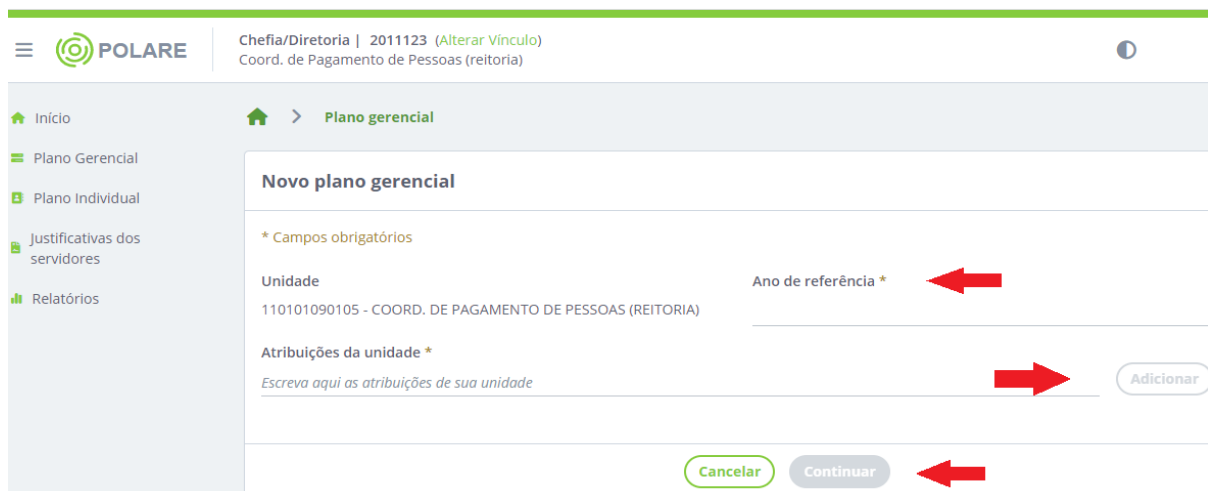 POLARE
Chefia/Diretoria | 2011123 (Alterar Vínculo)
Coord. de Pagamento de Pessoas (reitoria)
Início
Plano Gerencial
Plano Individual
Justificativas dos
servidores
Relatórios
Plano gerencial
Novo plano gerencial
* Campos obrigatórios
Unidade
110101090105 - COORD. DE PAGAMENTO DE PESSOAS (REITORIA)
Ano de referência *
Atribuições da unidade *
Escreva aqui as atribuições de sua unidade
Adicionar
Cancelar
Continuar